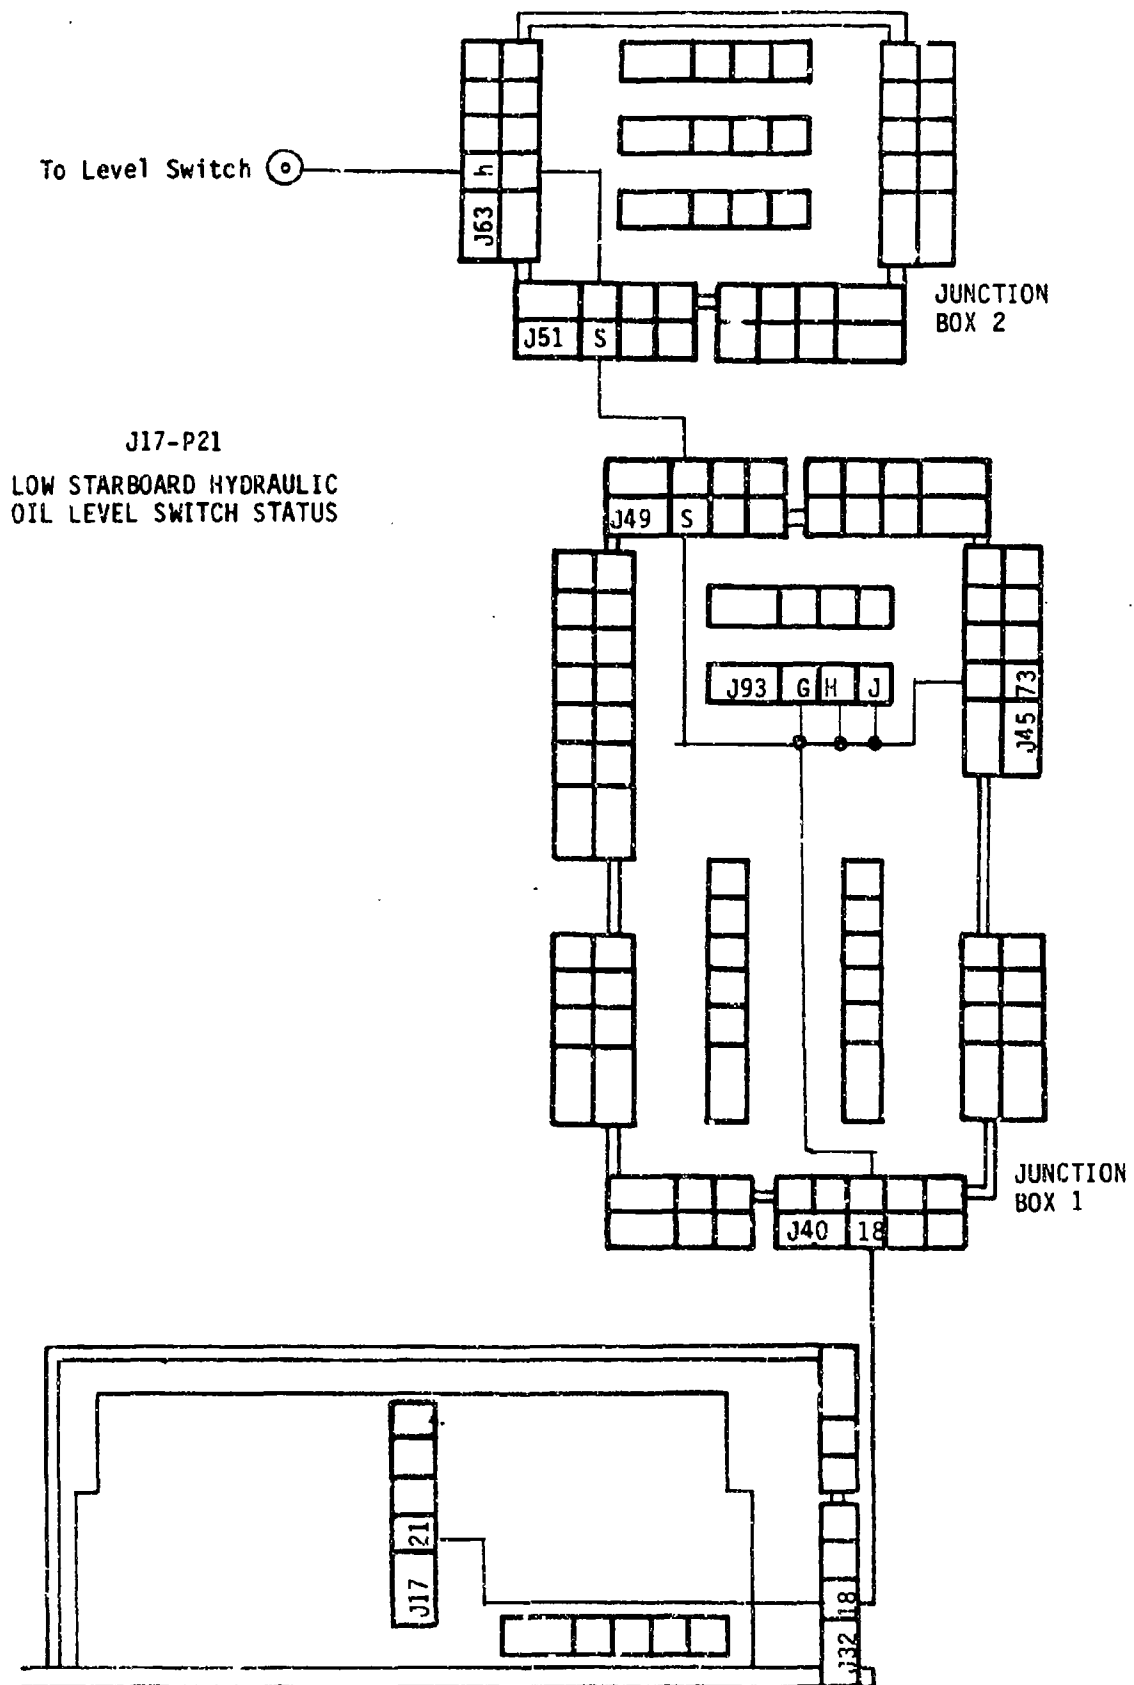 To Level Switch
h
J63
JUNCTION
BOX 2
J51 S
J17-P21
LOW STARBOARD HYDRAULIC
OIL LEVEL SWITCH STATUS
J49 S
J93 G H J
73
J45
JUNCTION
BOX 1
J40 18
21
J17
18
J32